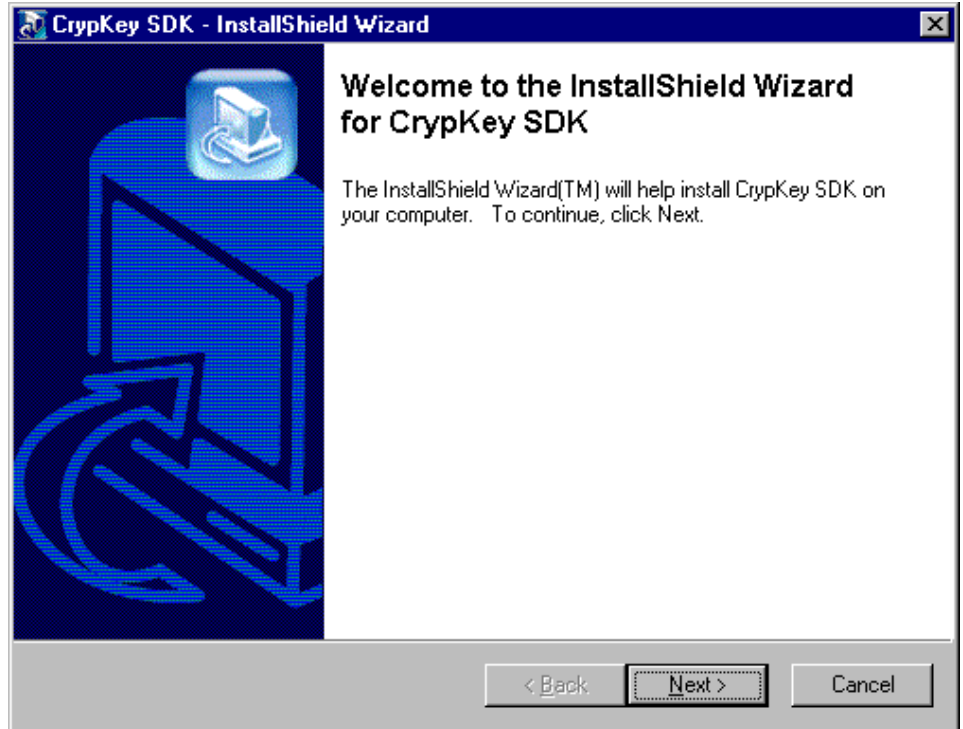 CrypKey SDK - InstallShield Wizard
Welcome to the InstallShield Wizard
for CrypKey SDK
The InstallShield Wizard(TM) will help install CrypKey SDK on
your computer. To continue, click Next.
< Back
Next >
Cancel